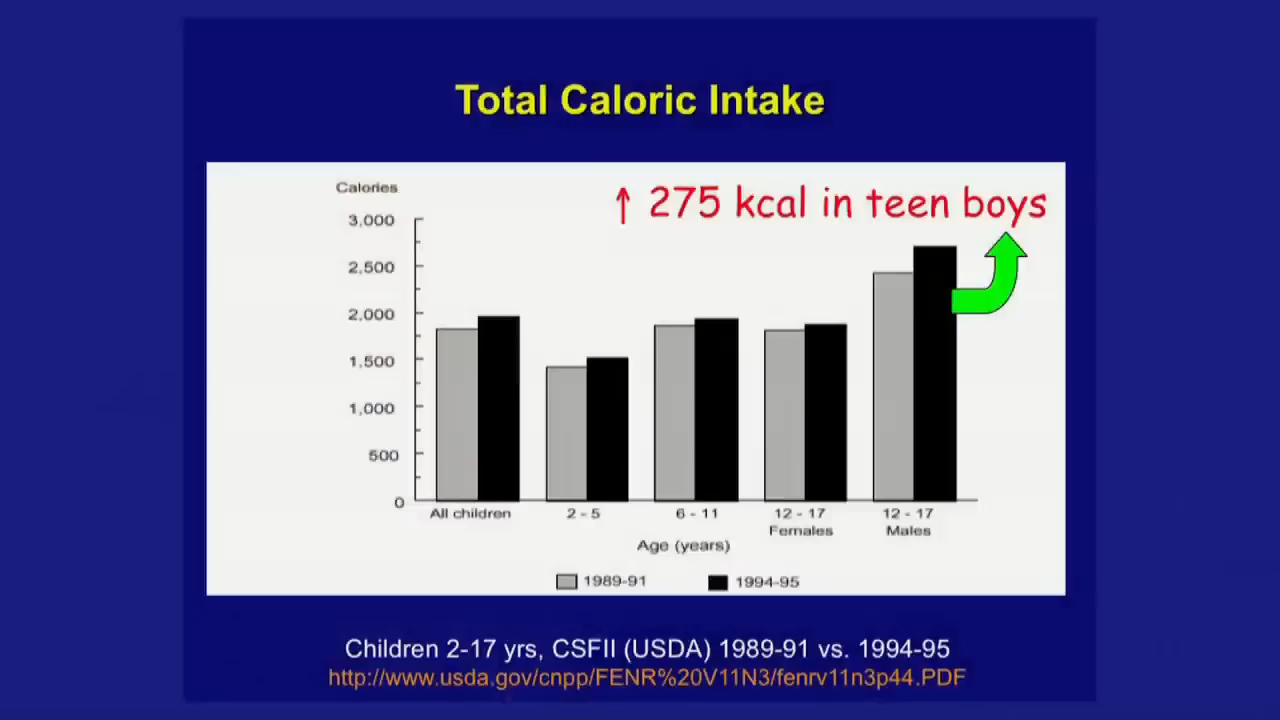 Total Caloric Intake
Calories
↑ 275 kcal in teen boys
3,000
2,500
2,000
1,500
1,000
500
0
All children 2 - 5 6 - 11 12 - 17 12 - 17
Females Males
Age (years)
1989-91 1994-95
Children 2-17 yrs, CSFII (USDA) 1989-91 vs. 1994-95
http://www.usda.gov/cnpp/FENR%20V11N3/fenrv11n3p44.PDF